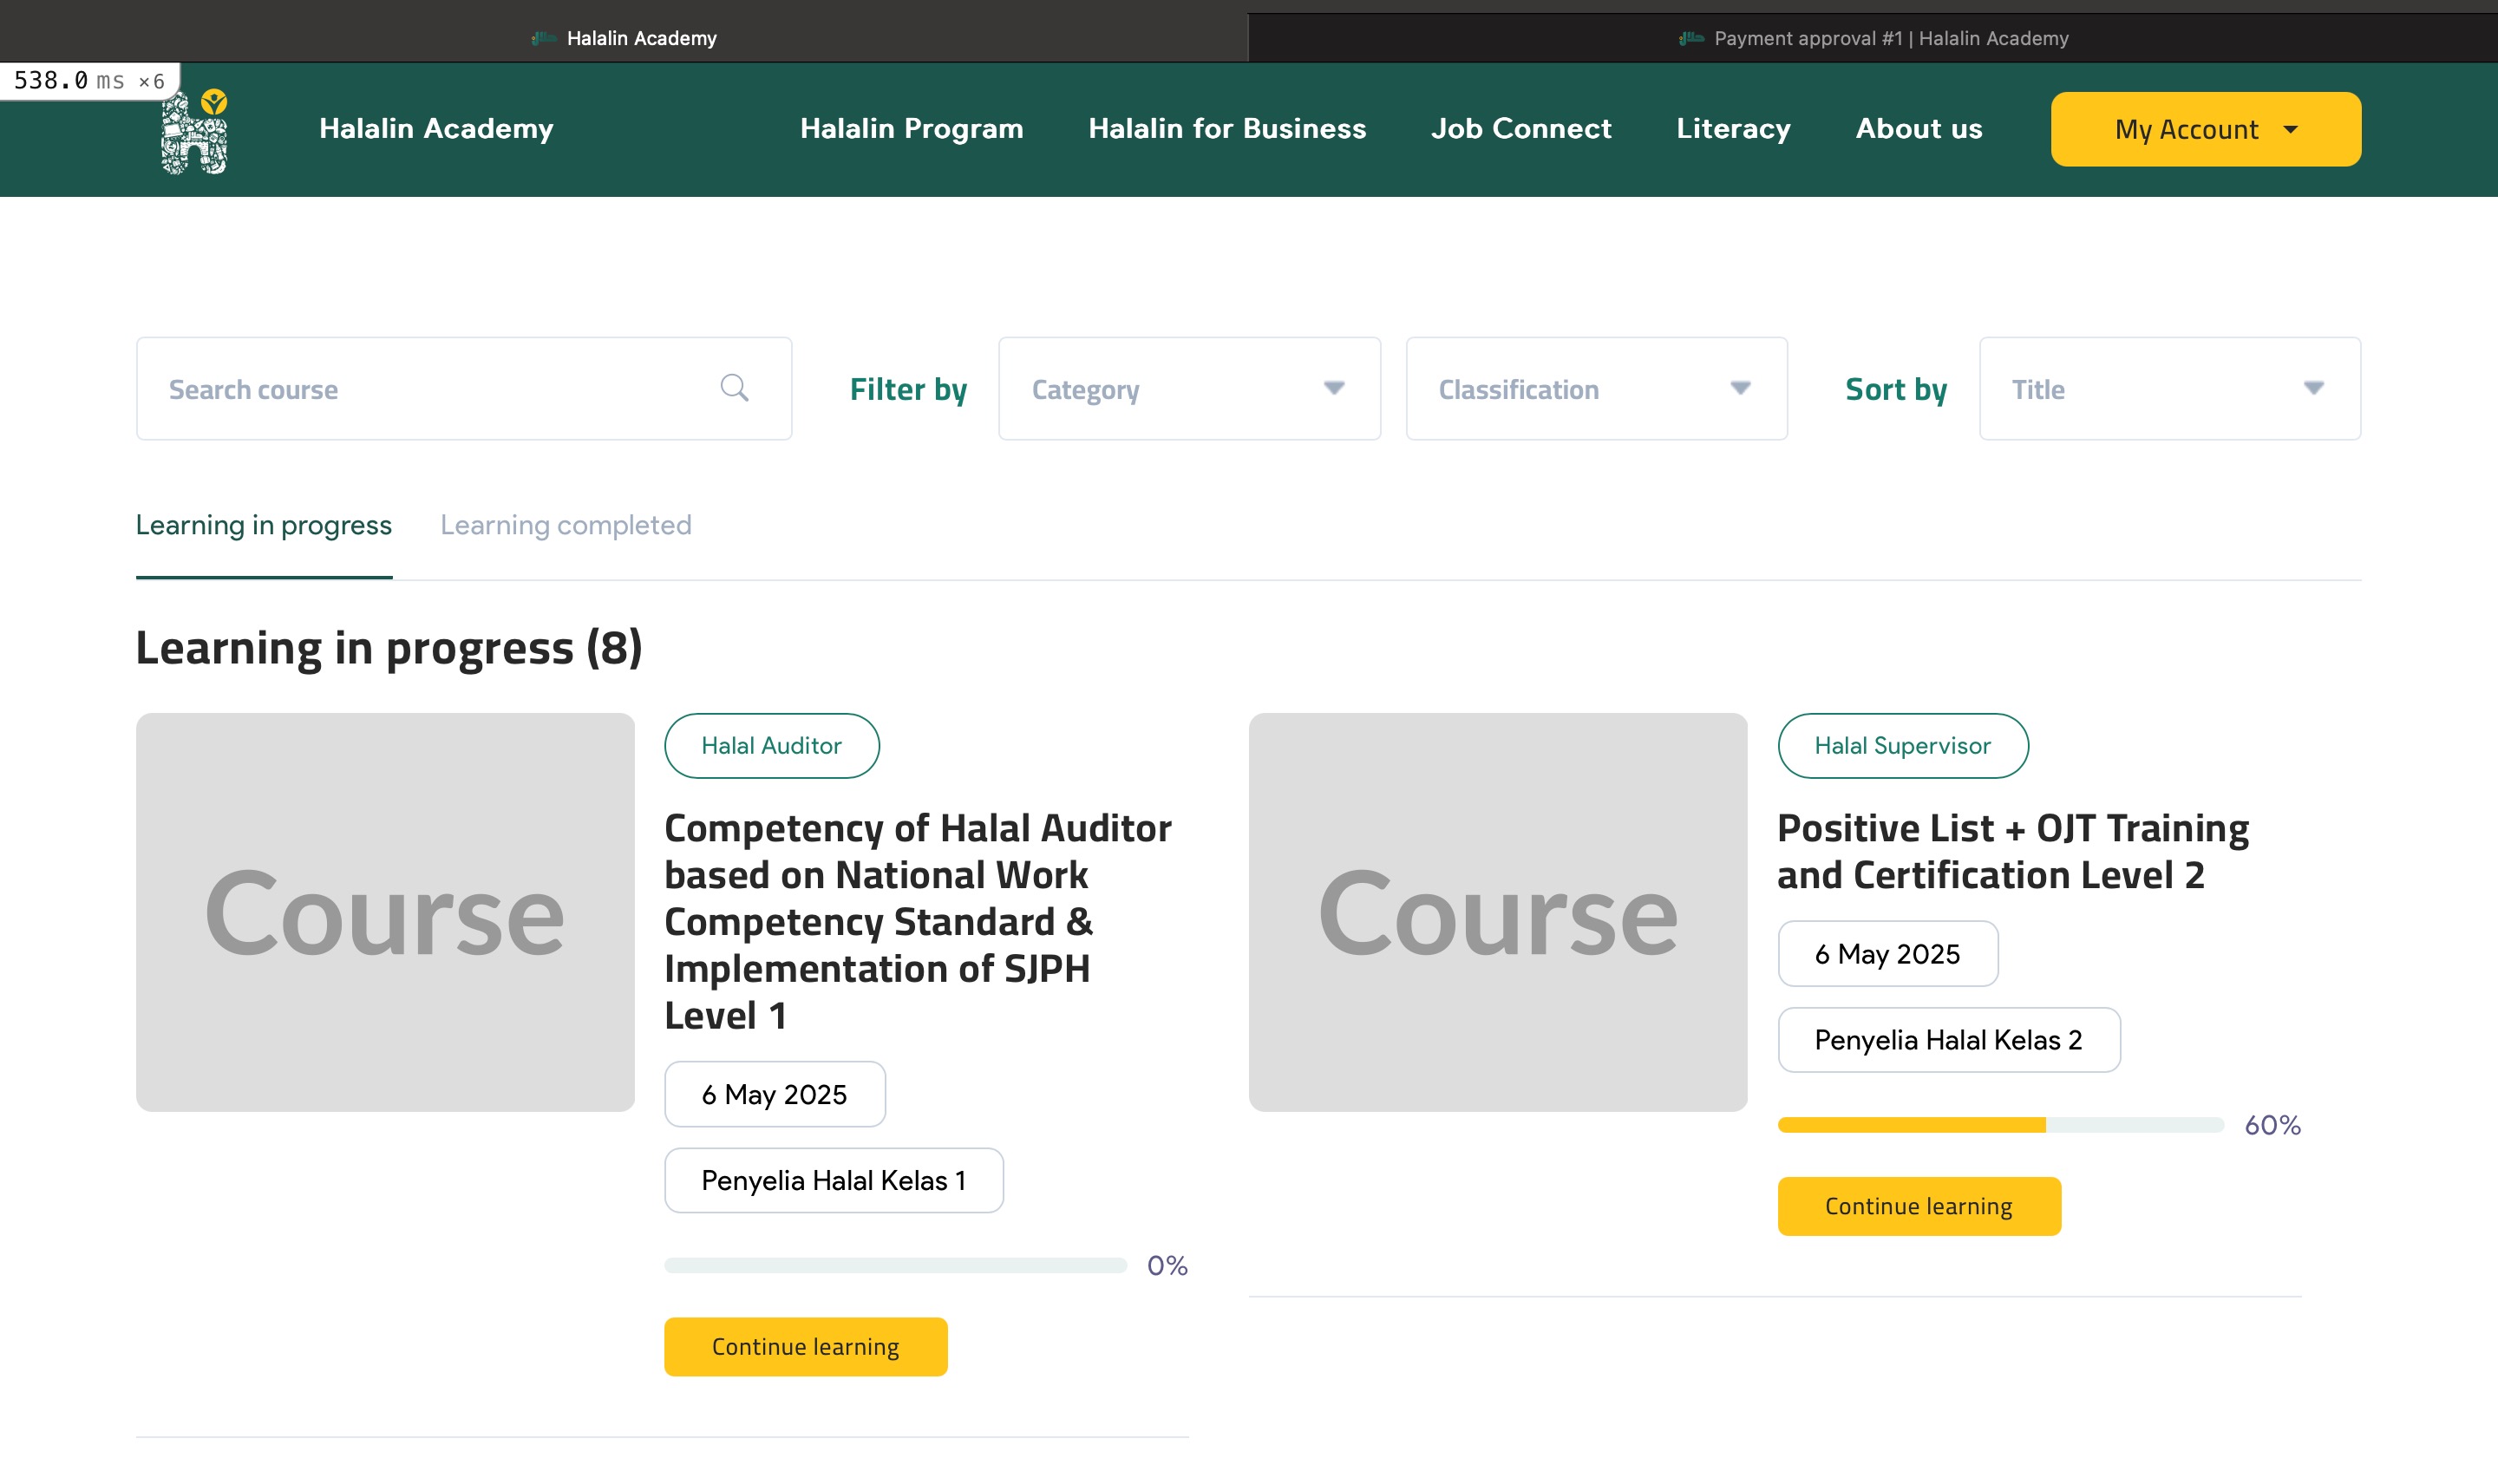 Halalin Academy
Payment approval #1 | Halalin Academy
538.0 ms ×6
Halalin Academy
Halalin Program
Halalin for Business
Job Connect
Literacy
About us
My Account
Search course
Filter by
Category
Classification
Sort by
Title
Learning in progress
Learning completed
Learning in progress (8)
Course
Halal Auditor
Competency of Halal Auditor
based on National Work
Competency Standard &
Implementation of SJPH
Level 1
6 May 2025
Penyelia Halal Kelas 1
0%
Continue learning
Course
Halal Supervisor
Positive List + OJT Training
and Certification Level 2
6 May 2025
Penyelia Halal Kelas 2
60%
Continue learning